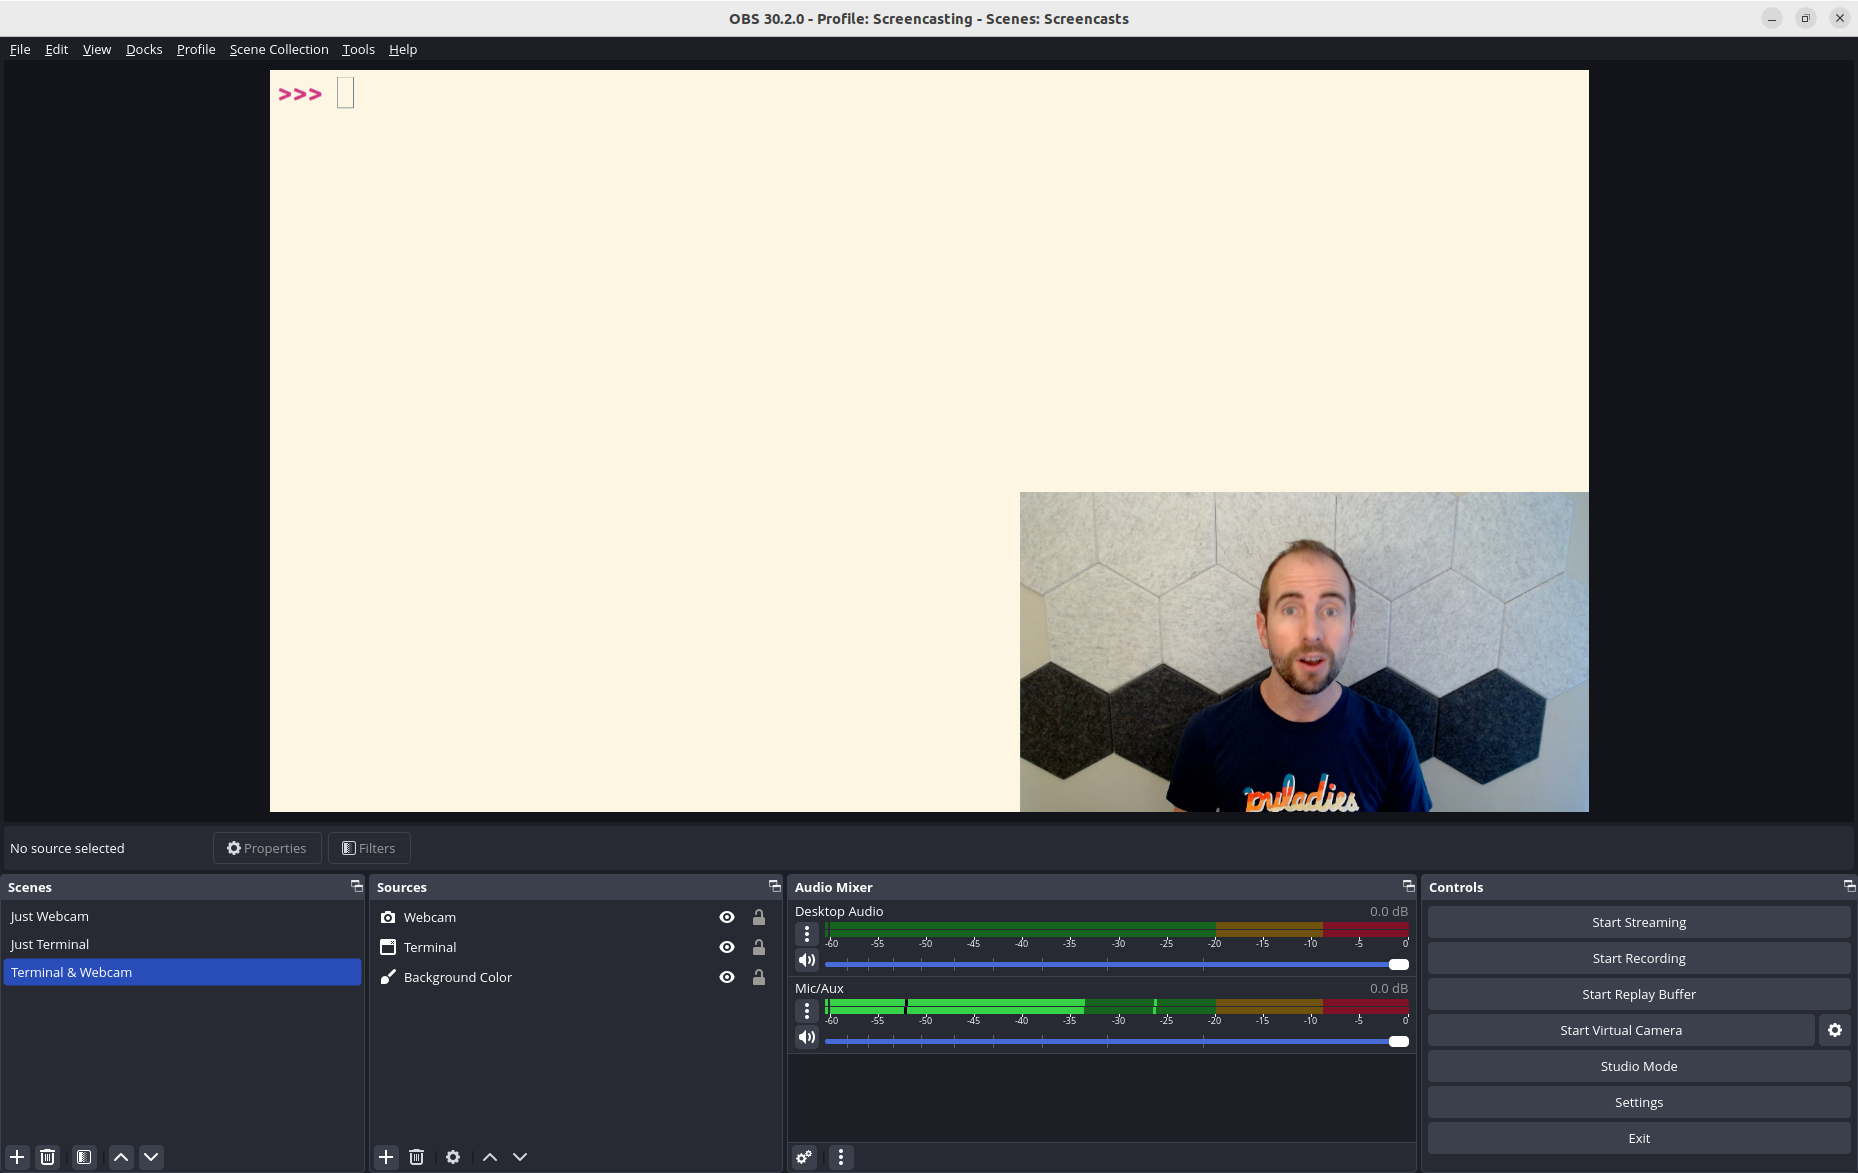 OBS 30.2.0 - Profile: Screencasting - Scenes: Screencasts
File Edit View Docks Profile Scene Collection Tools Help
>>>
pyladies
No source selected Properties Filters
Scenes
Just Webcam
Just Terminal
Terminal & Webcam
Sources
Webcam
Terminal
Background Color
Audio Mixer
Desktop Audio 0.0 dB
-60 -55 -50 -45 -40 -35 -30 -25 -20 -15 -10 -5 0
Mic/Aux 0.0 dB
-60 -55 -50 -45 -40 -35 -30 -25 -20 -15 -10 -5 0
Controls
Start Streaming
Start Recording
Start Replay Buffer
Start Virtual Camera
Studio Mode
Settings
Exit